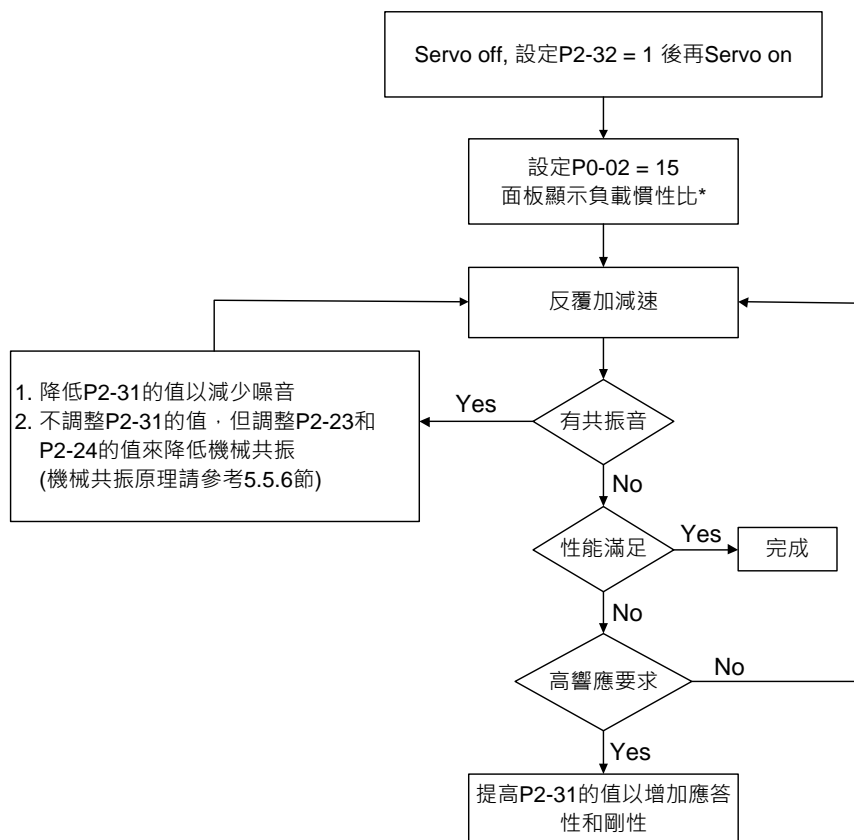 Servo off, 設定P2-32 = 1 後再Servo on
設定P0-02 = 15
面板顯示負載慣性比*
反覆加減速
1. 降低P2-31的值以減少噪音
2. 不調整P2-31的值，但調整P2-23和
P2-24的值來降低機械共振
(機械共振原理請參考5.5.6節)
Yes
有共振音
No
性能滿足
Yes
完成
No
高響應要求
No
Yes
提高P2-31的值以增加應答
性和剛性